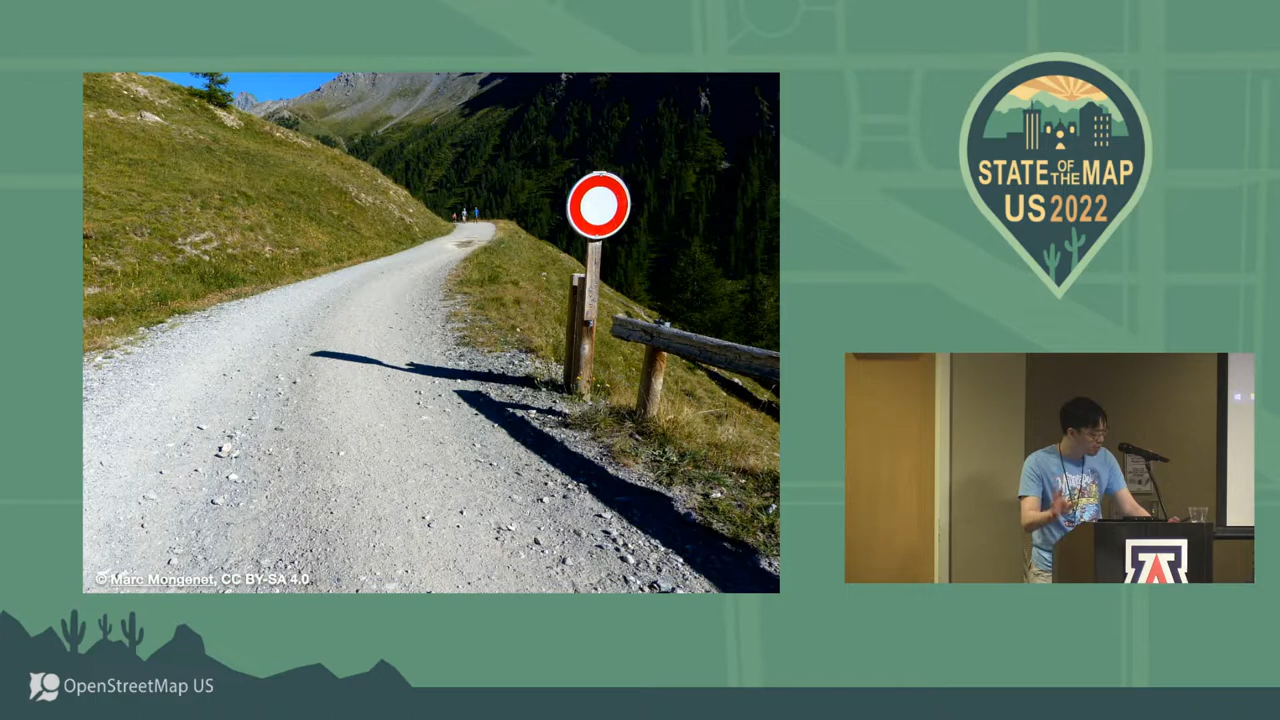 STATE OF THE MAP
US 2022
© Marc Mongenet, CC BY-SA 4.0
A
OpenStreetMap US